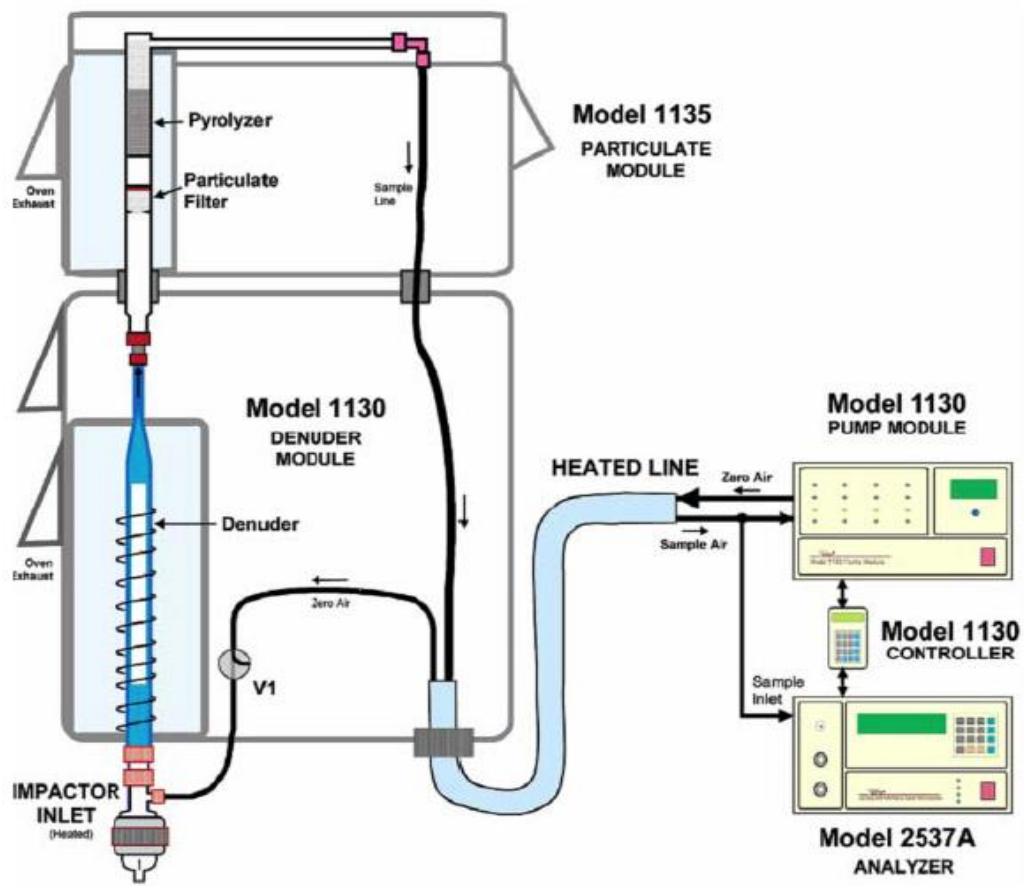 Pyrolyzer
Particulate
Filter
Oven
Exhaust
Sample
Line
Model 1135
PARTICULATE
MODULE
Model 1130
DENUDER
MODULE
Denuder
Oven
Exhaust
Zero Air
V1
IMPACTOR
INLET
(Heated)
HEATED LINE
Zero Air
Sample Air
Model 1130
PUMP MODULE
Model 1130
CONTROLLER
Sample
Inlet
Model 2537A
ANALYZER